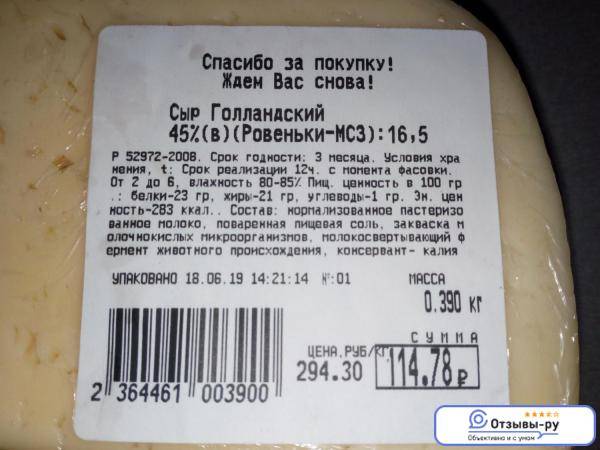 Спасибо за покупку!
Ждем Вас снова!
Сыр Голландский
45%(в)(Ровеньки-МСЗ):16,5
Р 52972-2008. Срок годности: 3 месяца. Условия хра
нения, t: Срок реализации 12ч. с момента фасовки.
От 2 до 6, влажность 80-85% Пищ. ценность в 100 гр
.: белки-23 гр, жиры-21 гр, углеводы-1 гр. Эн. цен
ность-283 ккал.. Состав: нормализованное пастеризо
ванное молоко, поваренная пищевая соль, закваска м
олочнокислых микроорганизмов, молокосвертывающий ф
ермент животного происхождения, консервант- калия
УПАКОВАНО 18.06.19 14:21:14 №:01
МАССА
0.390 кг
СУММА
ЦЕНА,РУБ/КГ
294.30
114.78₽
2 364461 003900
Отзывы-ру
Объективно и с умом